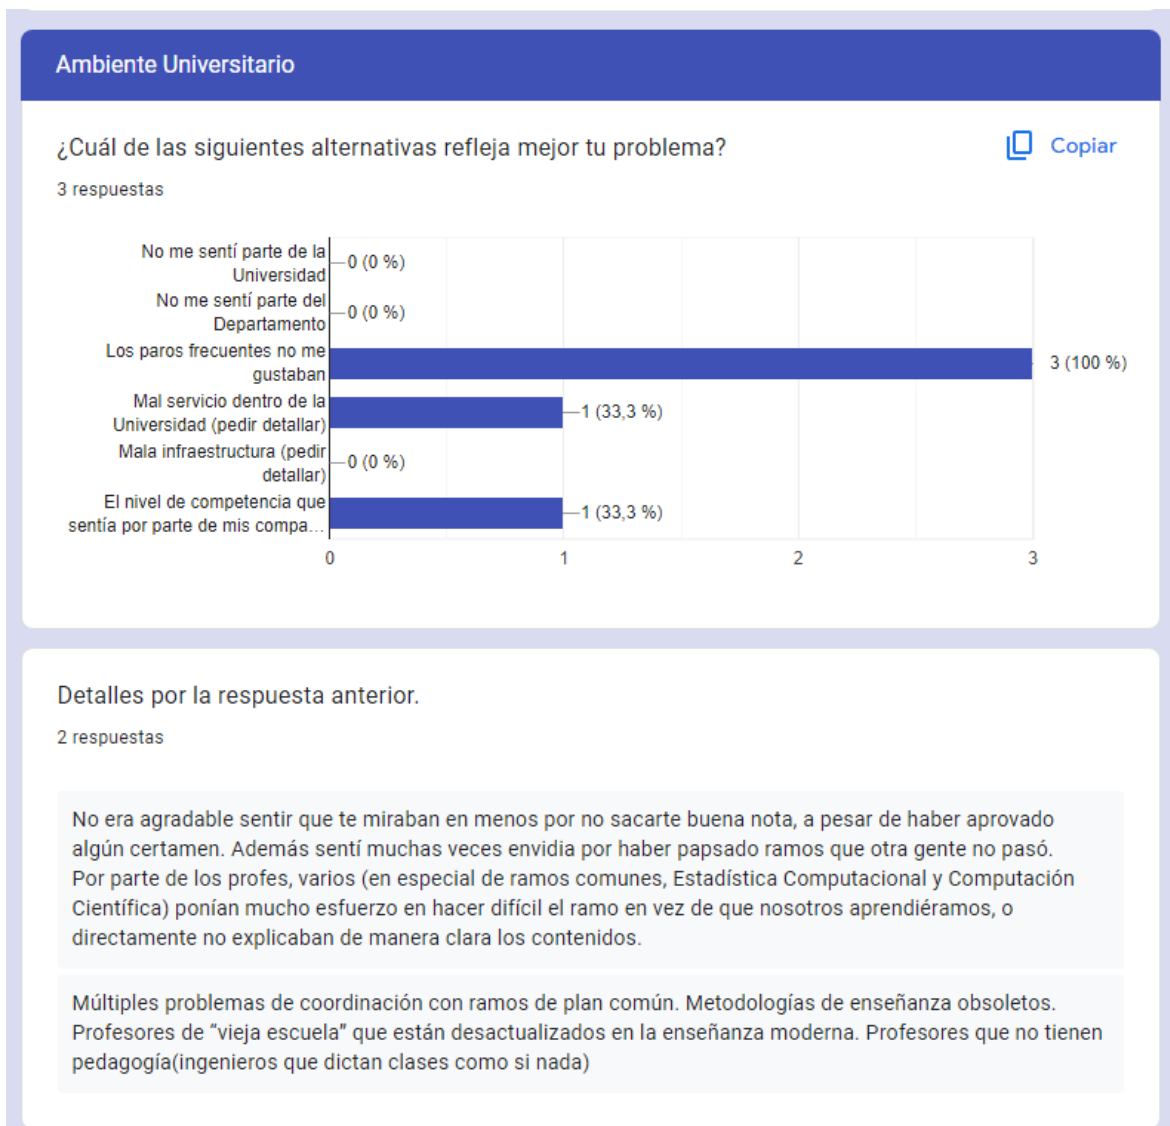 Ambiente Universitario
¿Cuál de las siguientes alternativas refleja mejor tu problema?
Copiar
3 respuestas
No me sentí parte de la
Universidad
0 (0 %)
No me sentí parte del
Departamento
0 (0 %)
Los paros frecuentes no me
gustaban
3 (100 %)
Mal servicio dentro de la
Universidad (pedir detallar)
1 (33,3 %)
Mala infraestructura (pedir
detallar)
0 (0 %)
El nivel de competencia que
sentía por parte de mis compa…
1 (33,3 %)
0
1
2
3
Detalles por la respuesta anterior.
2 respuestas
No era agradable sentir que te miraban en menos por no sacarte buena nota, a pesar de haber aprovado
algún certamen. Además sentí muchas veces envidia por haber papsado ramos que otra gente no pasó.
Por parte de los profes, varios (en especial de ramos comunes, Estadística Computacional y Computación
Científica) ponían mucho esfuerzo en hacer difícil el ramo en vez de que nosotros aprendiéramos, o
directamente no explicaban de manera clara los contenidos.
Múltiples problemas de coordinación con ramos de plan común. Metodologías de enseñanza obsoletos.
Profesores de “vieja escuela” que están desactualizados en la enseñanza moderna. Profesores que no tienen
pedagogía(ingenieros que dictan clases como si nada)